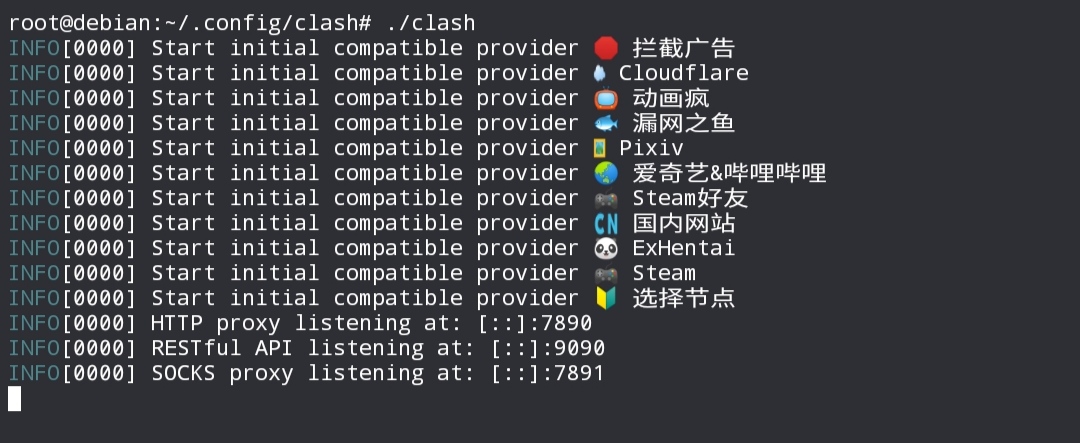 root@debian:~/.config/clash# ./clash
INFO[0000] Start initial compatible provider 🛑 拦截广告
INFO[0000] Start initial compatible provider 🧊 Cloudflare
INFO[0000] Start initial compatible provider 📺 动画疯
INFO[0000] Start initial compatible provider 🐟 漏网之鱼
INFO[0000] Start initial compatible provider 🖼 Pixiv
INFO[0000] Start initial compatible provider 🌏 爱奇艺&哔哩哔哩
INFO[0000] Start initial compatible provider 🎮 Steam好友
INFO[0000] Start initial compatible provider 🇨🇳 国内网站
INFO[0000] Start initial compatible provider 🐼 ExHentai
INFO[0000] Start initial compatible provider 🎮 Steam
INFO[0000] Start initial compatible provider 🔰 选择节点
INFO[0000] HTTP proxy listening at: [::]:7890
INFO[0000] RESTful API listening at: [::]:9090
INFO[0000] SOCKS proxy listening at: [::]:7891